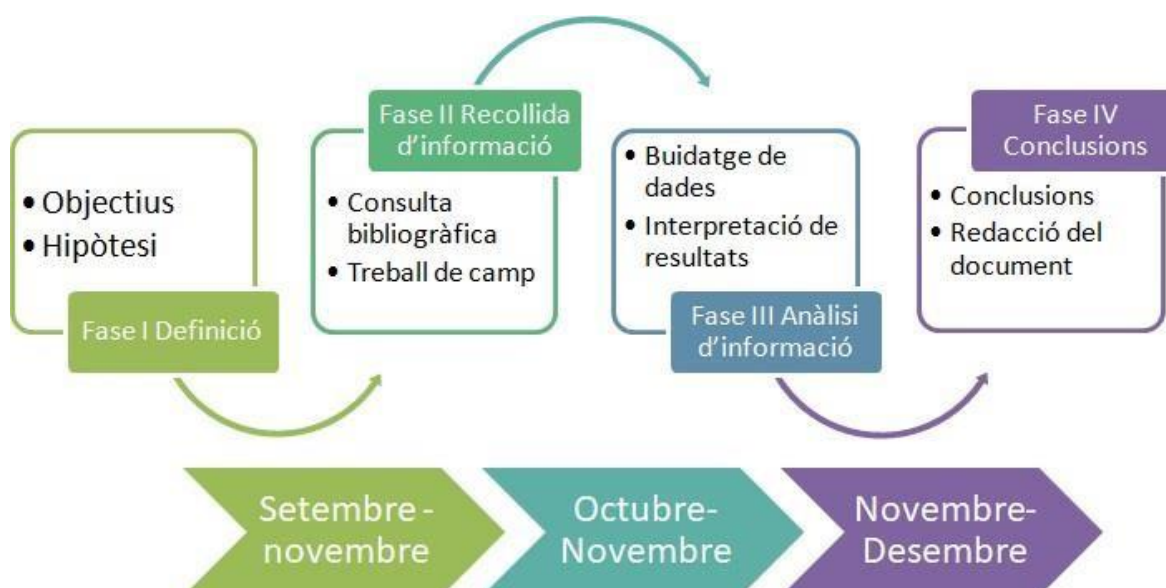 • Objectius
• Hipòtesi
Fase I Definició
Fase II Recollida
d'informació
• Consulta
bibliogràfica
• Treball de camp
• Buidatge de
dades
• Interpretació de
resultats
Fase III Anàlisi
d'informació
Fase IV
Conclusions
• Conclusions
• Redacció del
document
Setembre -
novembre
Octubre-
Novembre
Novembre-
Desembre